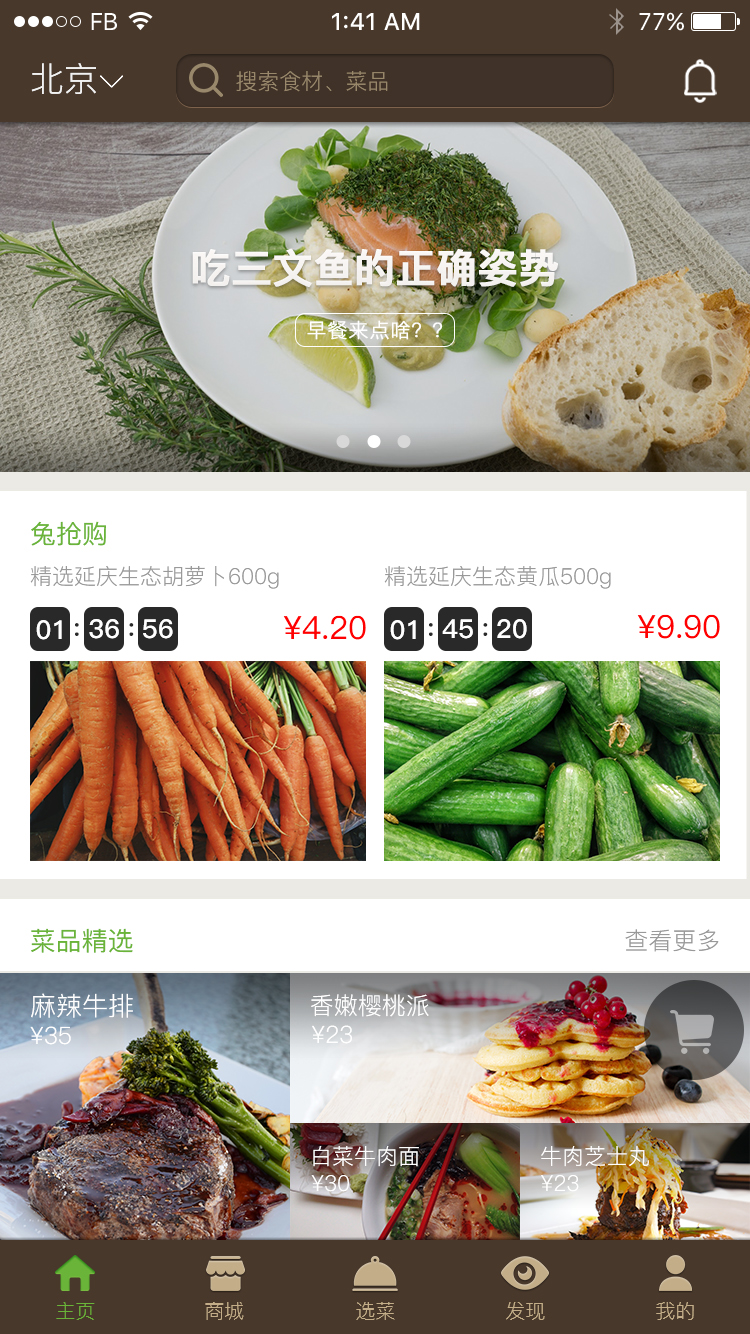 FB 1:41 AM 77%
北京 搜索食材、菜品
吃三文鱼的正确姿势
早餐来点啥？？
兔抢购
精选延庆生态胡萝卜600g 精选延庆生态黄瓜500g
01:36:56 ¥4.20 01:45:20 ¥9.90
菜品精选 查看更多
麻辣牛排 香嫩樱桃派
¥35 ¥23
白菜牛肉面 牛肉芝士丸
¥30 ¥23
主页 商城 选菜 发现 我的